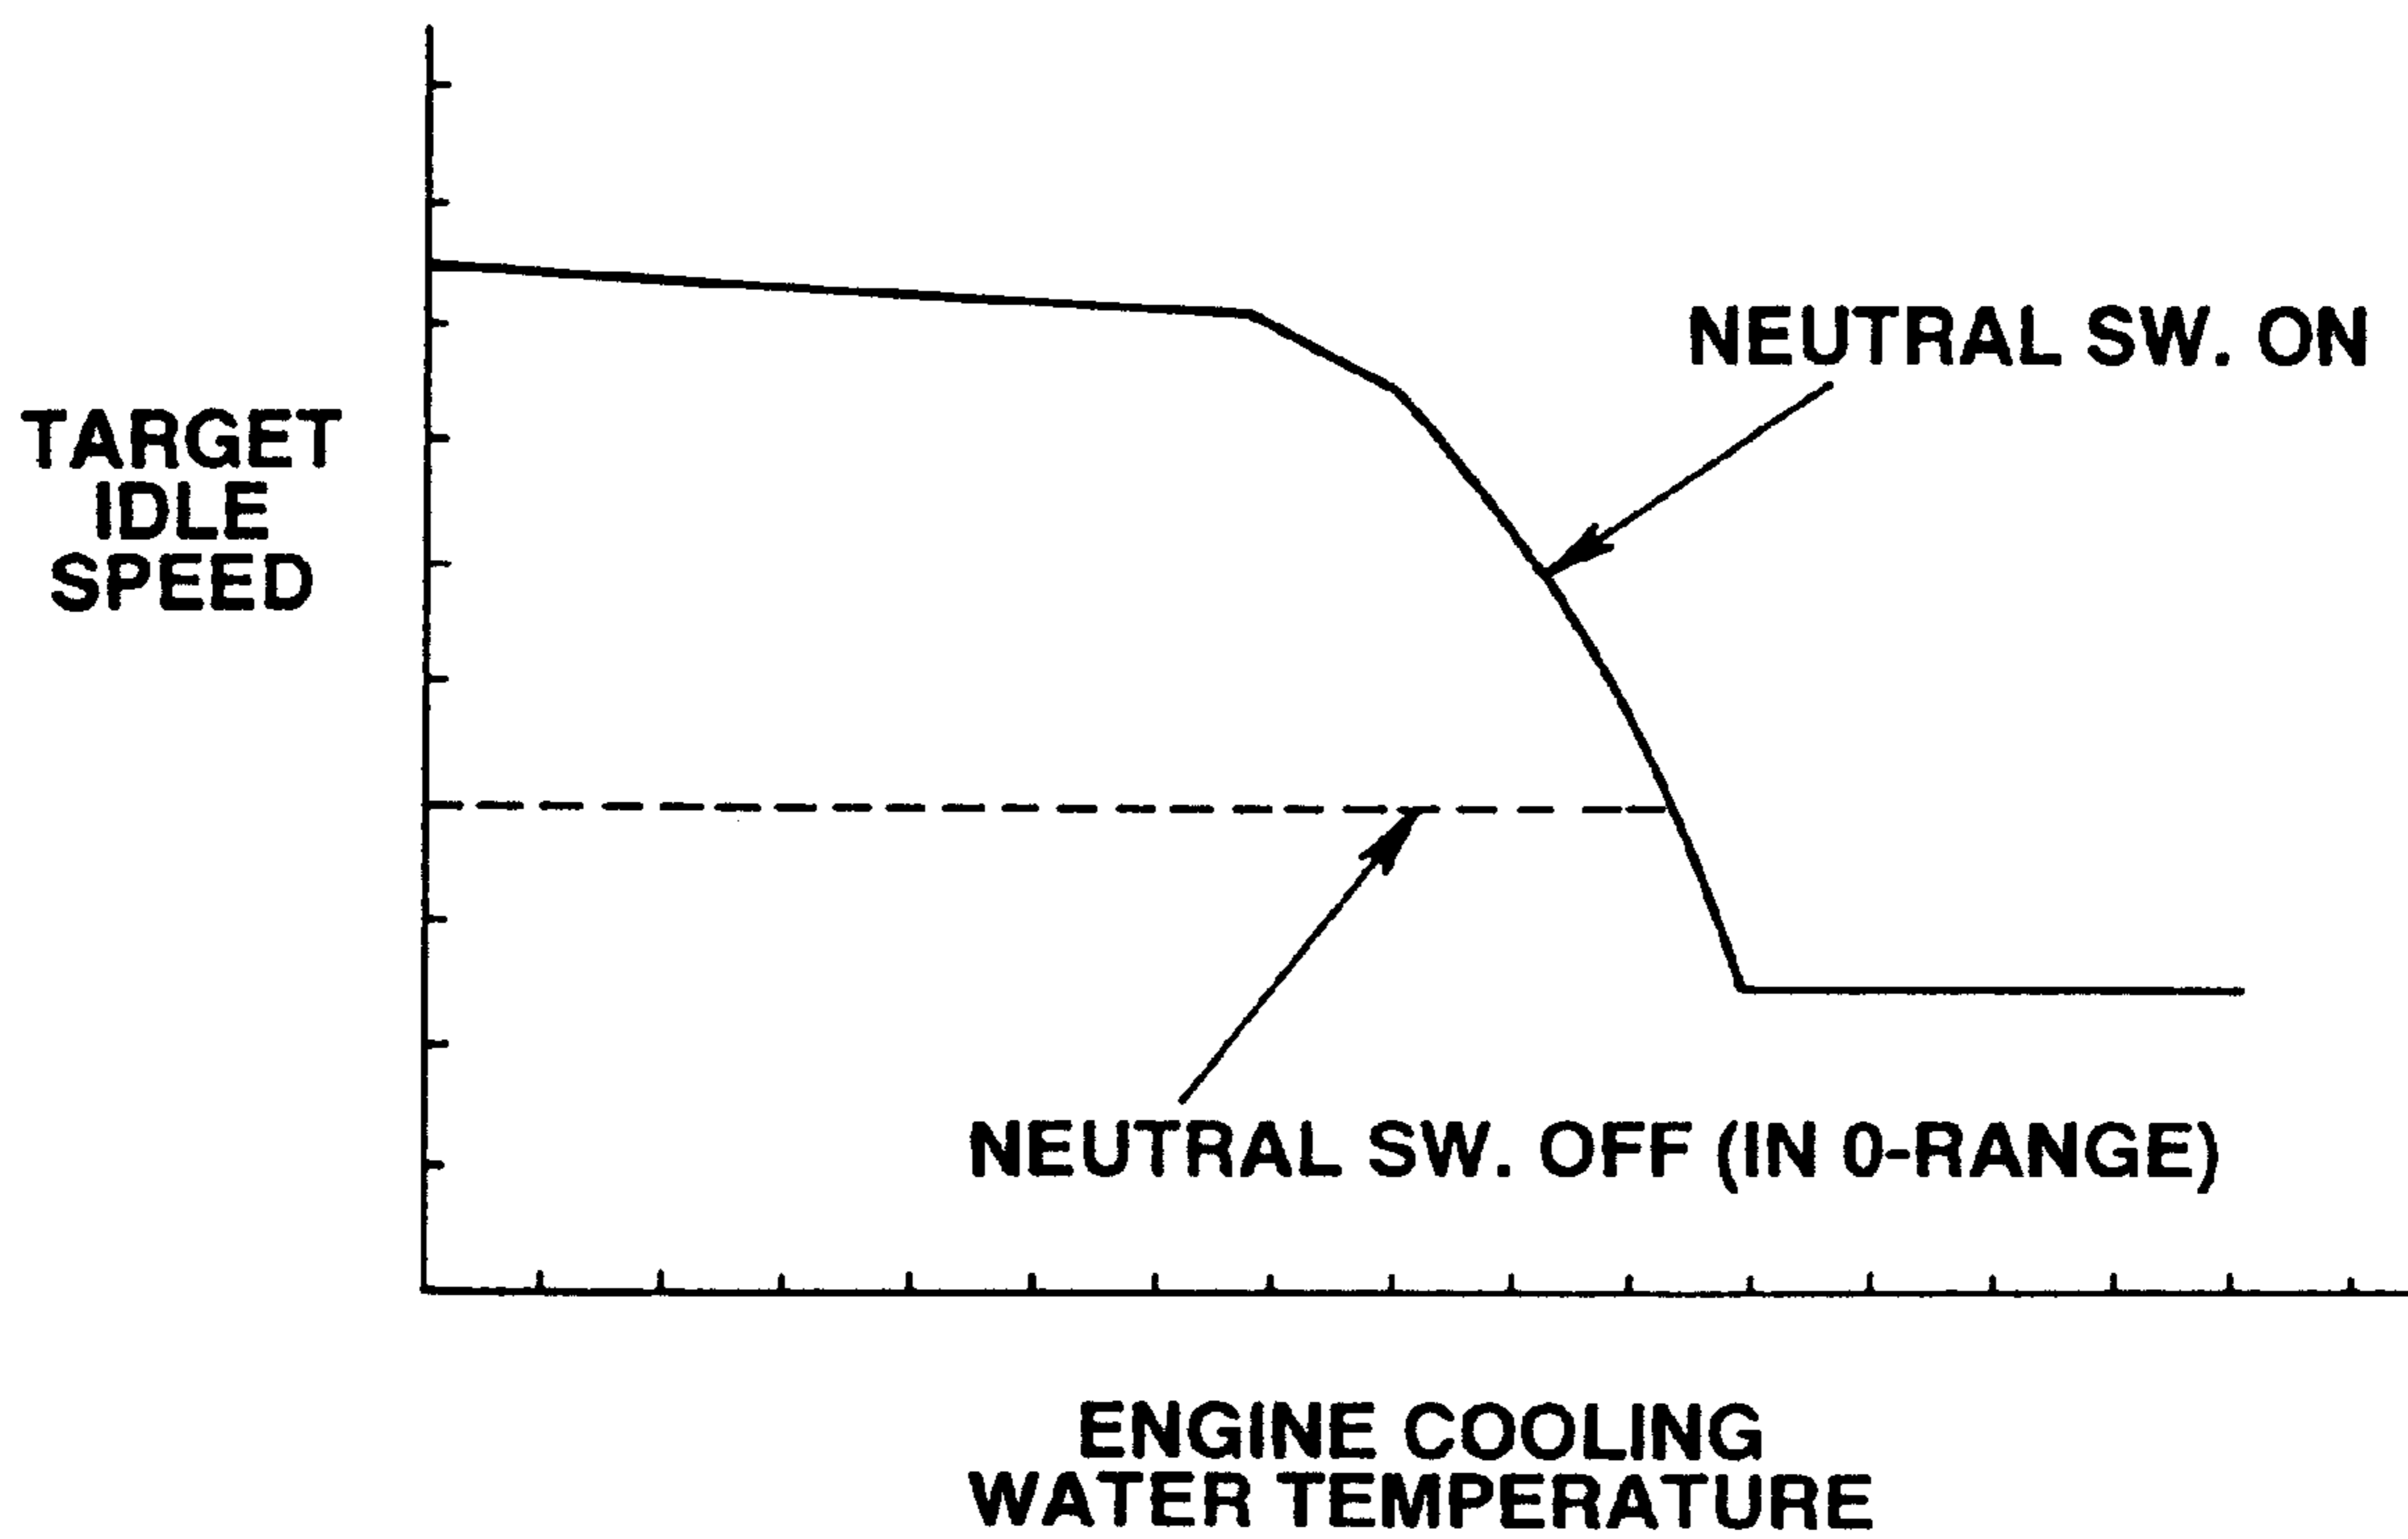 TARGET
IDLE
SPEED
NEUTRAL SW. ON
NEUTRAL SW. OFF (IN 0-RANGE)
ENGINE COOLING
WATER TEMPERATURE